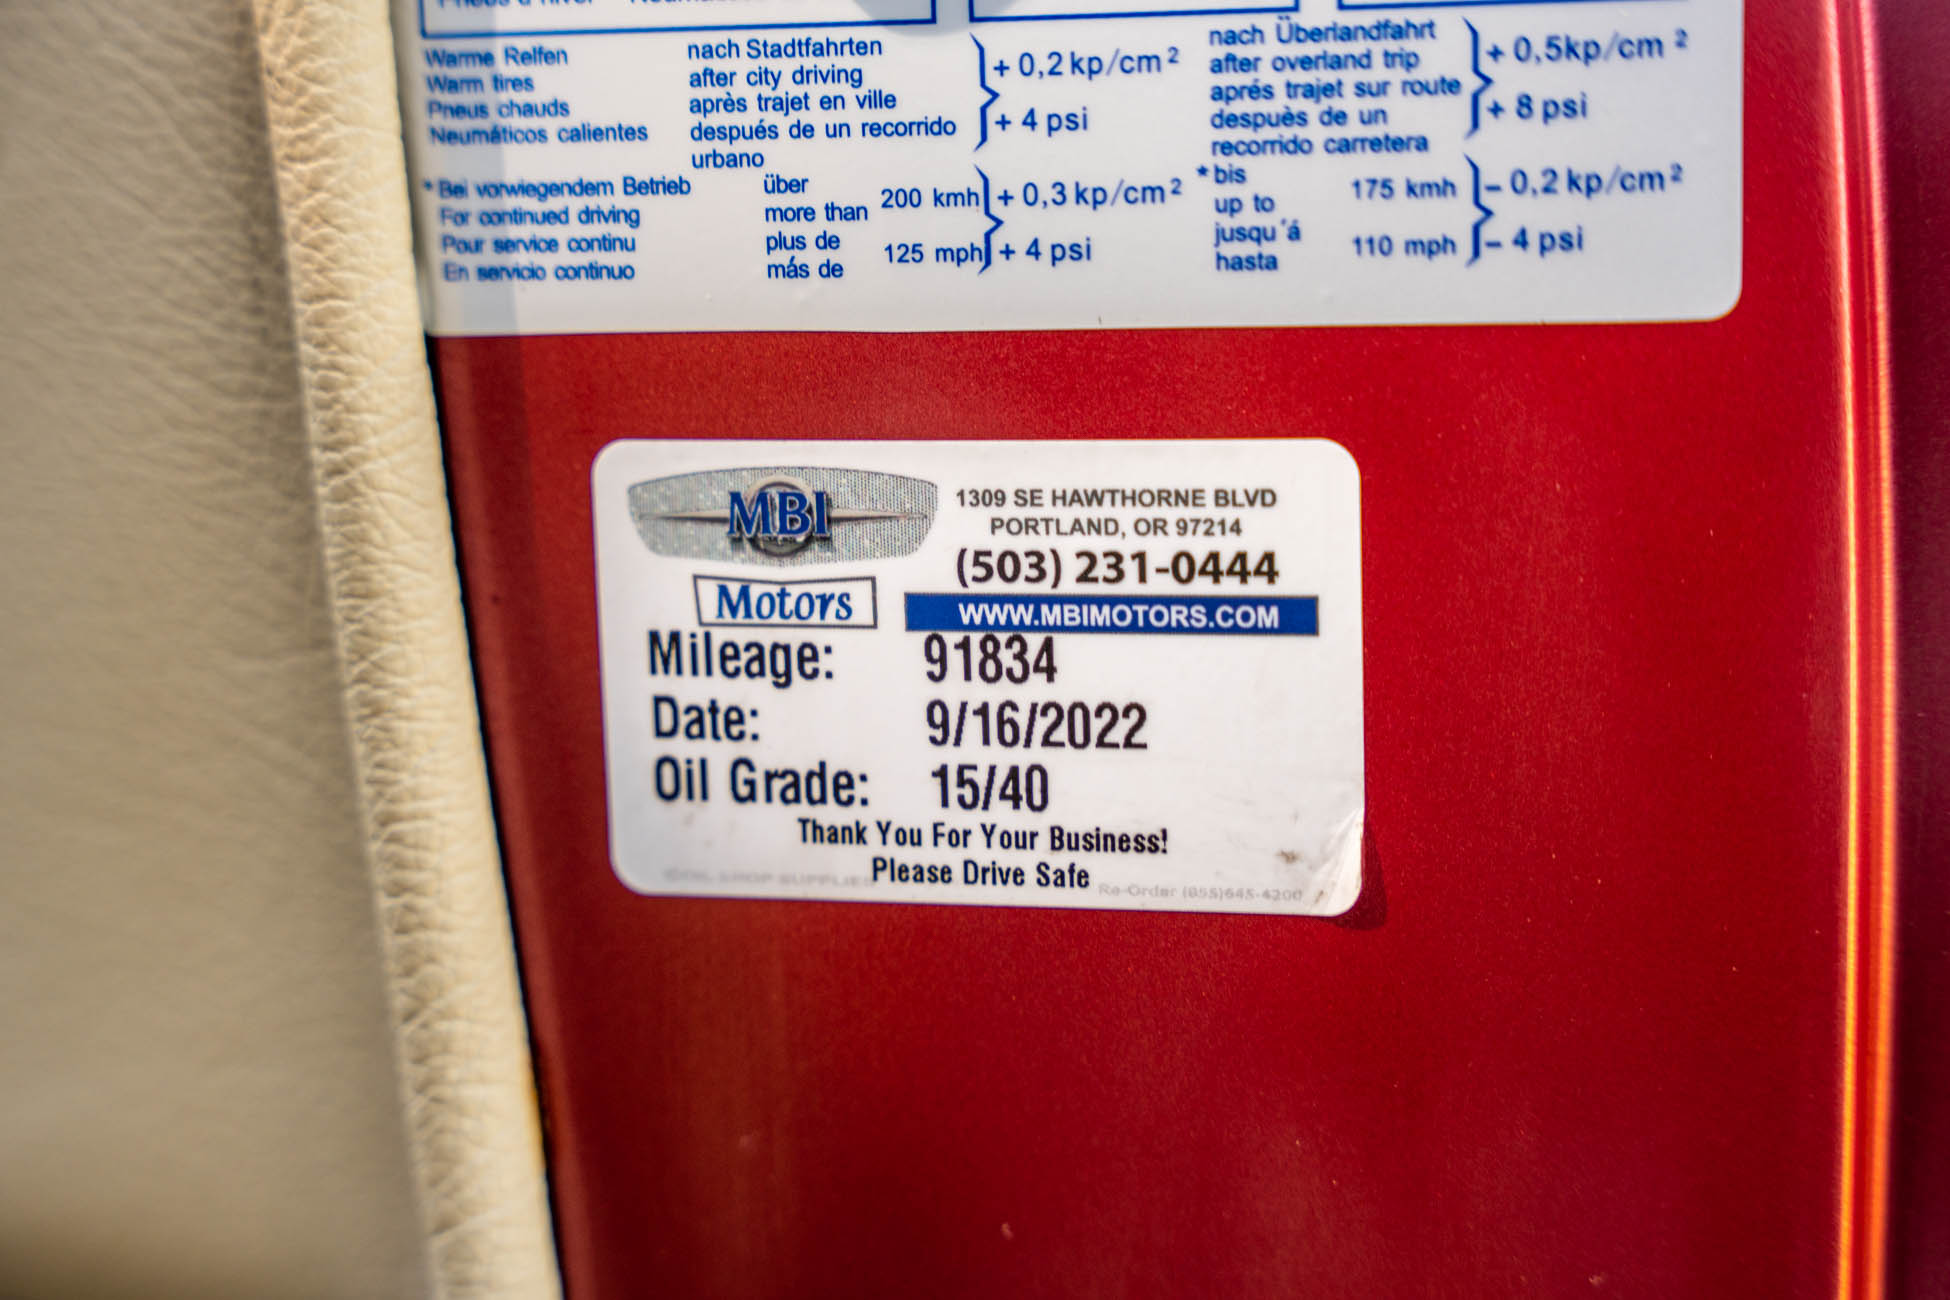 Warme Reifen
Warm tires
Pneus chauds
Neumáticos calientes
nach Stadtfahrten
after city driving
après trajet en ville
después de un recorrido
urbano
+ 0,2 kp/cm²
+ 4 psi
nach Überlandfahrt
after overland trip
aprés trajet sur route
despuès de un
recorrido carretera
+ 0,5kp/cm²
+ 8 psi
* Bei vorwiegendem Betrieb
For continued driving
Pour service continu
En servicio continuo
über
more than
plus de
más de
200 kmh
125 mph
+ 0,3 kp/cm²
+ 4 psi
* bis
up to
jusqu'á
hasta
175 kmh
110 mph
- 0,2 kp/cm²
- 4 psi
MBI
Motors
1309 SE HAWTHORNE BLVD
PORTLAND, OR 97214
(503) 231-0444
WWW.MBIMOTORS.COM
Mileage: 91834
Date: 9/16/2022
Oil Grade: 15/40
Thank You For Your Business!
Please Drive Safe
Re-Order (855)645-4200